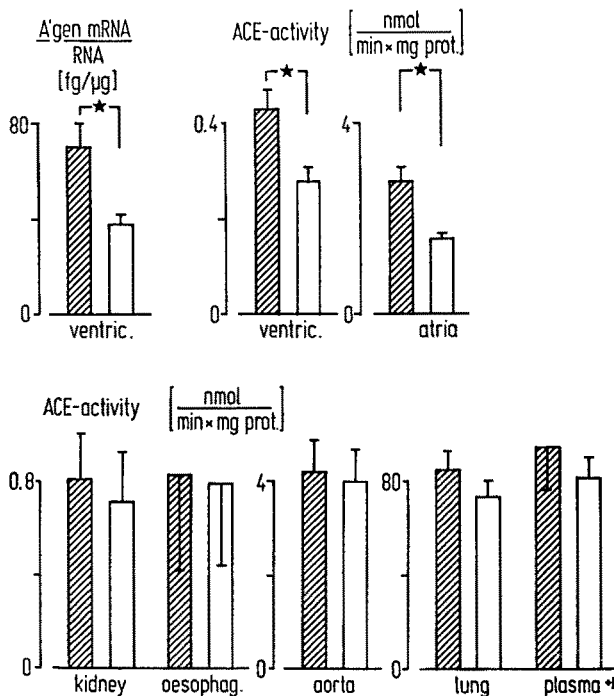 A'gen mRNA
RNA
[fg/µg]
ACE-activity [nmol
min×mg prot.]
★ ★ ★
80 0.4 4
0 0 0
ventric. ventric. atria
ACE-activity [nmol
min×mg prot.]
0.8 4 80
0 0 0
kidney oesophag. aorta lung plasma